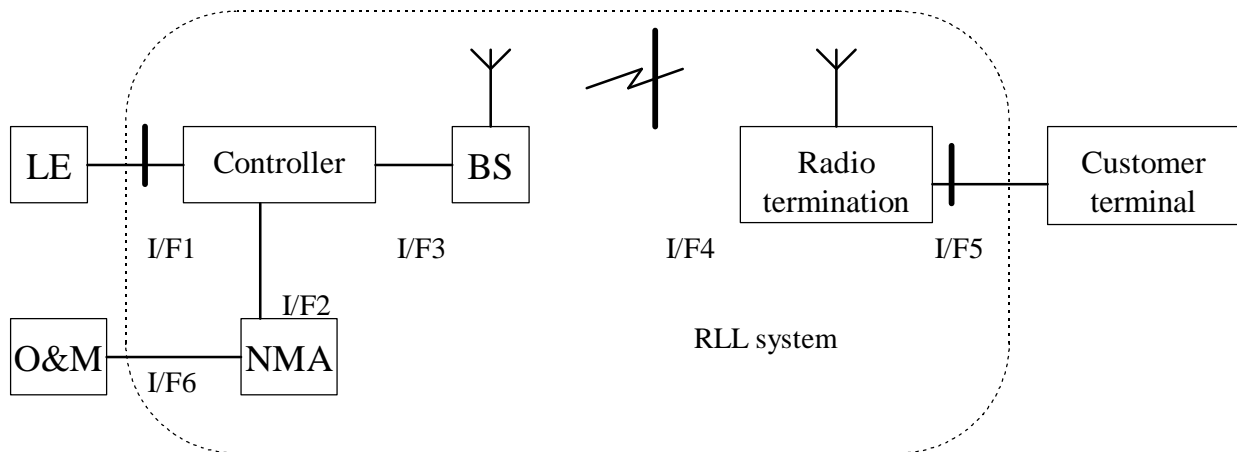 LE
Controller
BS
Radio
termination
Customer
terminal
I/F1
I/F3
I/F4
I/F5
I/F2
O&M
I/F6
NMA
RLL system